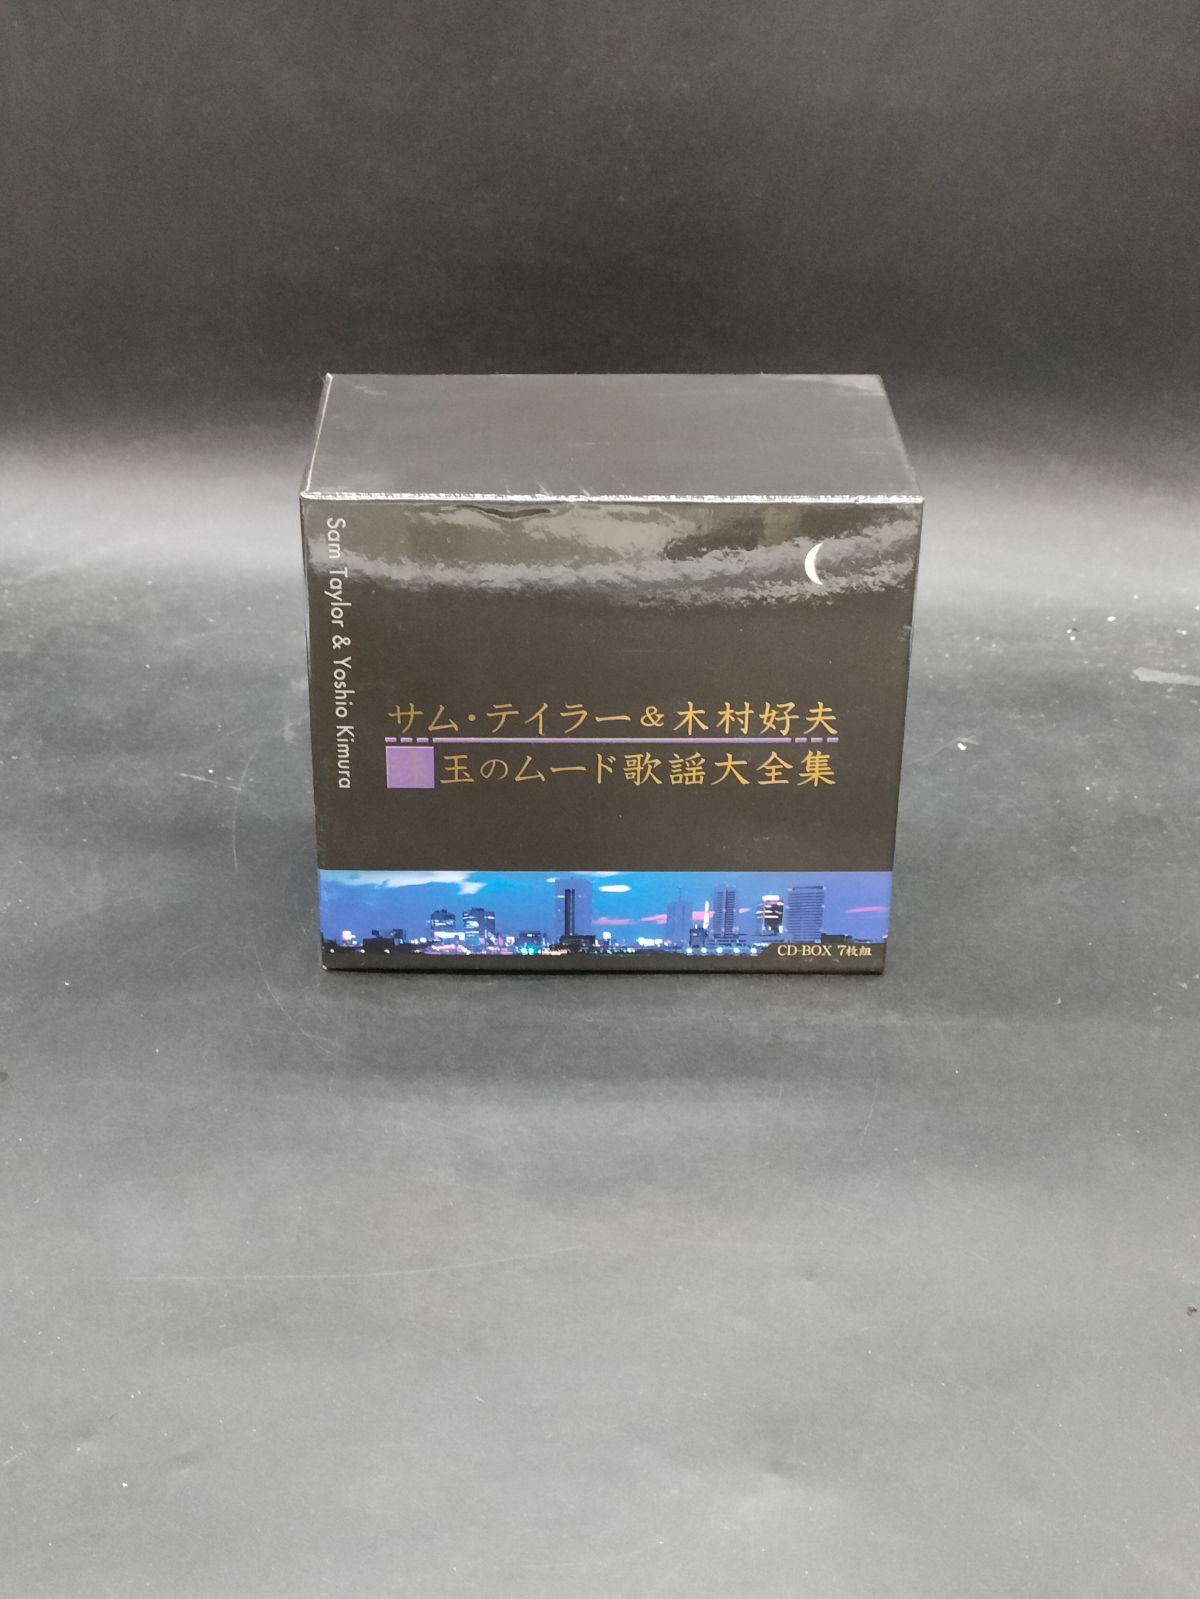 Sam Taylor & Yoshio Kimura
サム・テイラー&木村好夫
珠玉のムード歌謡大全集
CD-BOX 7枚組